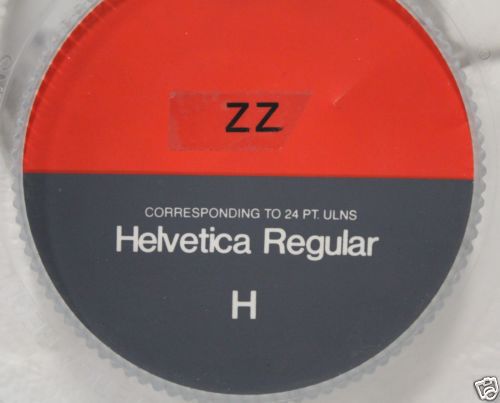 ZZ
CORRESPONDING TO 24 PT. ULNS
Helvetica Regular
H